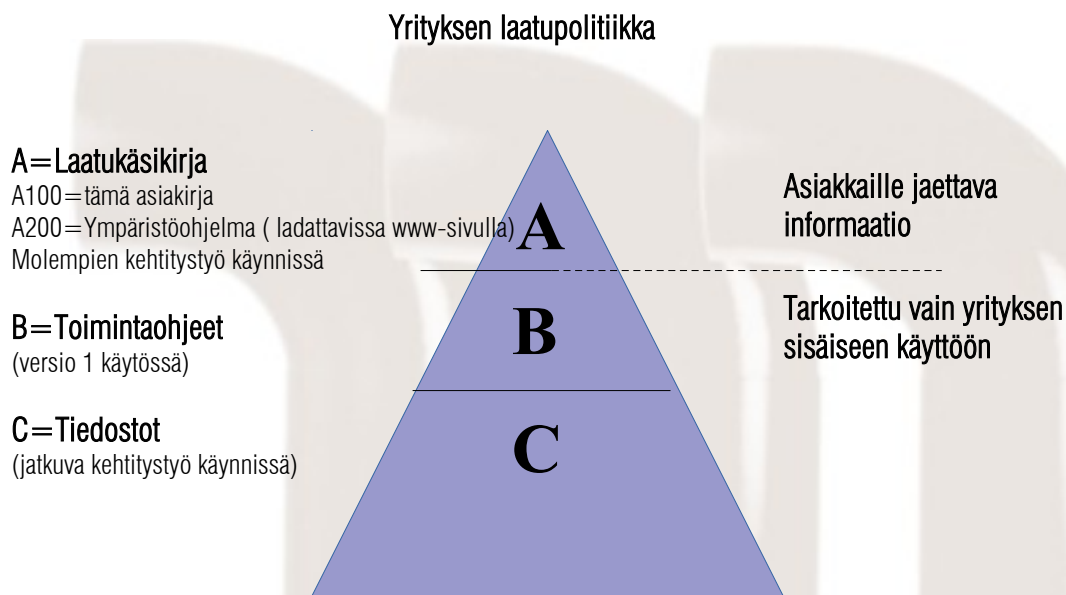 Yrityksen laatupolitiikka
A=Laatukäsikirja
A100=tämä asiakirja
A200=Ympäristöohjelma ( ladattavissa www-sivulla)
Molempien kehtitystyö käynnissä
B=Toimintaohjeet
(versio 1 käytössä)
C=Tiedostot
(jatkuva kehtitystyö käynnissä)
A
B
C
Asiakkaille jaettava
informaatio
Tarkoitettu vain yrityksen
sisäiseen käyttöön